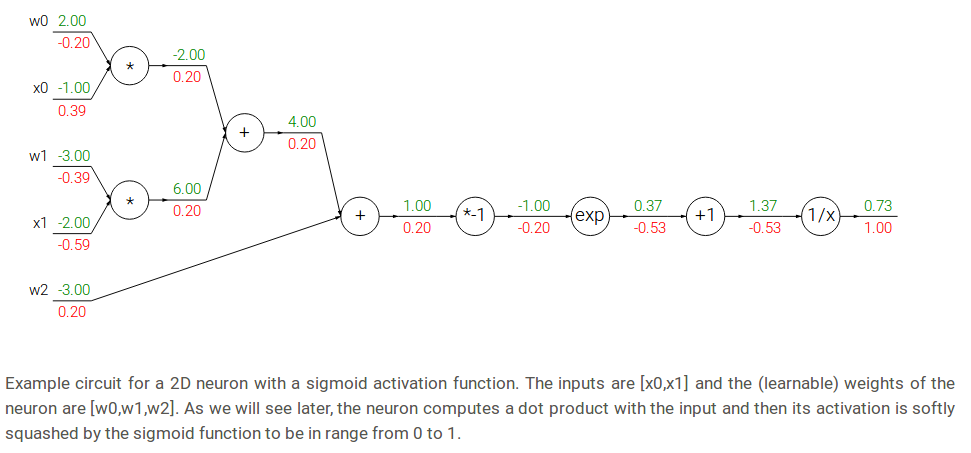 w0 2.00
-0.20
-2.00
*
0.20
x0 -1.00
0.39
4.00
+
0.20
w1 -3.00
-0.39
6.00
*
0.20
x1 -2.00
-0.59
1.00 -1.00 0.37 1.37 0.73
+ *-1 exp +1 1/x
0.20 -0.20 -0.53 -0.53 1.00
w2 -3.00
0.20
Example circuit for a 2D neuron with a sigmoid activation function. The inputs are [x0,x1] and the (learnable) weights of the
neuron are [w0,w1,w2]. As we will see later, the neuron computes a dot product with the input and then its activation is softly
squashed by the sigmoid function to be in range from 0 to 1.